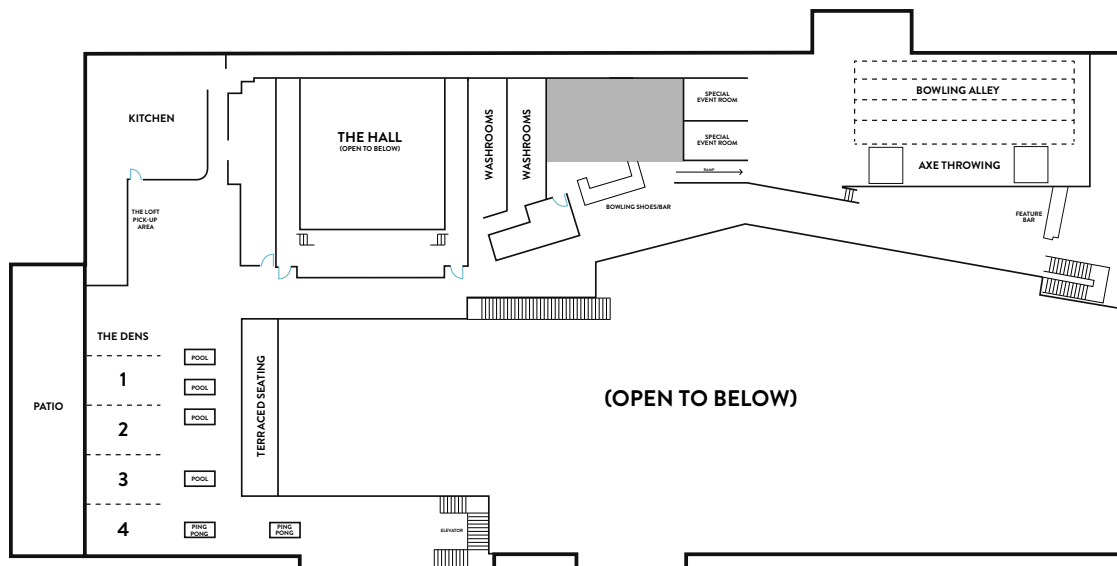 KITCHEN
THE LOFT
PICK-UP
AREA
THE HALL
(OPEN TO BELOW)
WASHROOMS
WASHROOMS
SPECIAL
EVENT ROOM
SPECIAL
EVENT ROOM
RAMP
BOWLING SHOES/BAR
BOWLING ALLEY
AXE THROWING
FEATURE
BAR
PATIO
THE DENS
1
2
3
4
POOL
POOL
POOL
POOL
PING
PONG
PING
PONG
TERRACED SEATING
ELEVATOR
(OPEN TO BELOW)